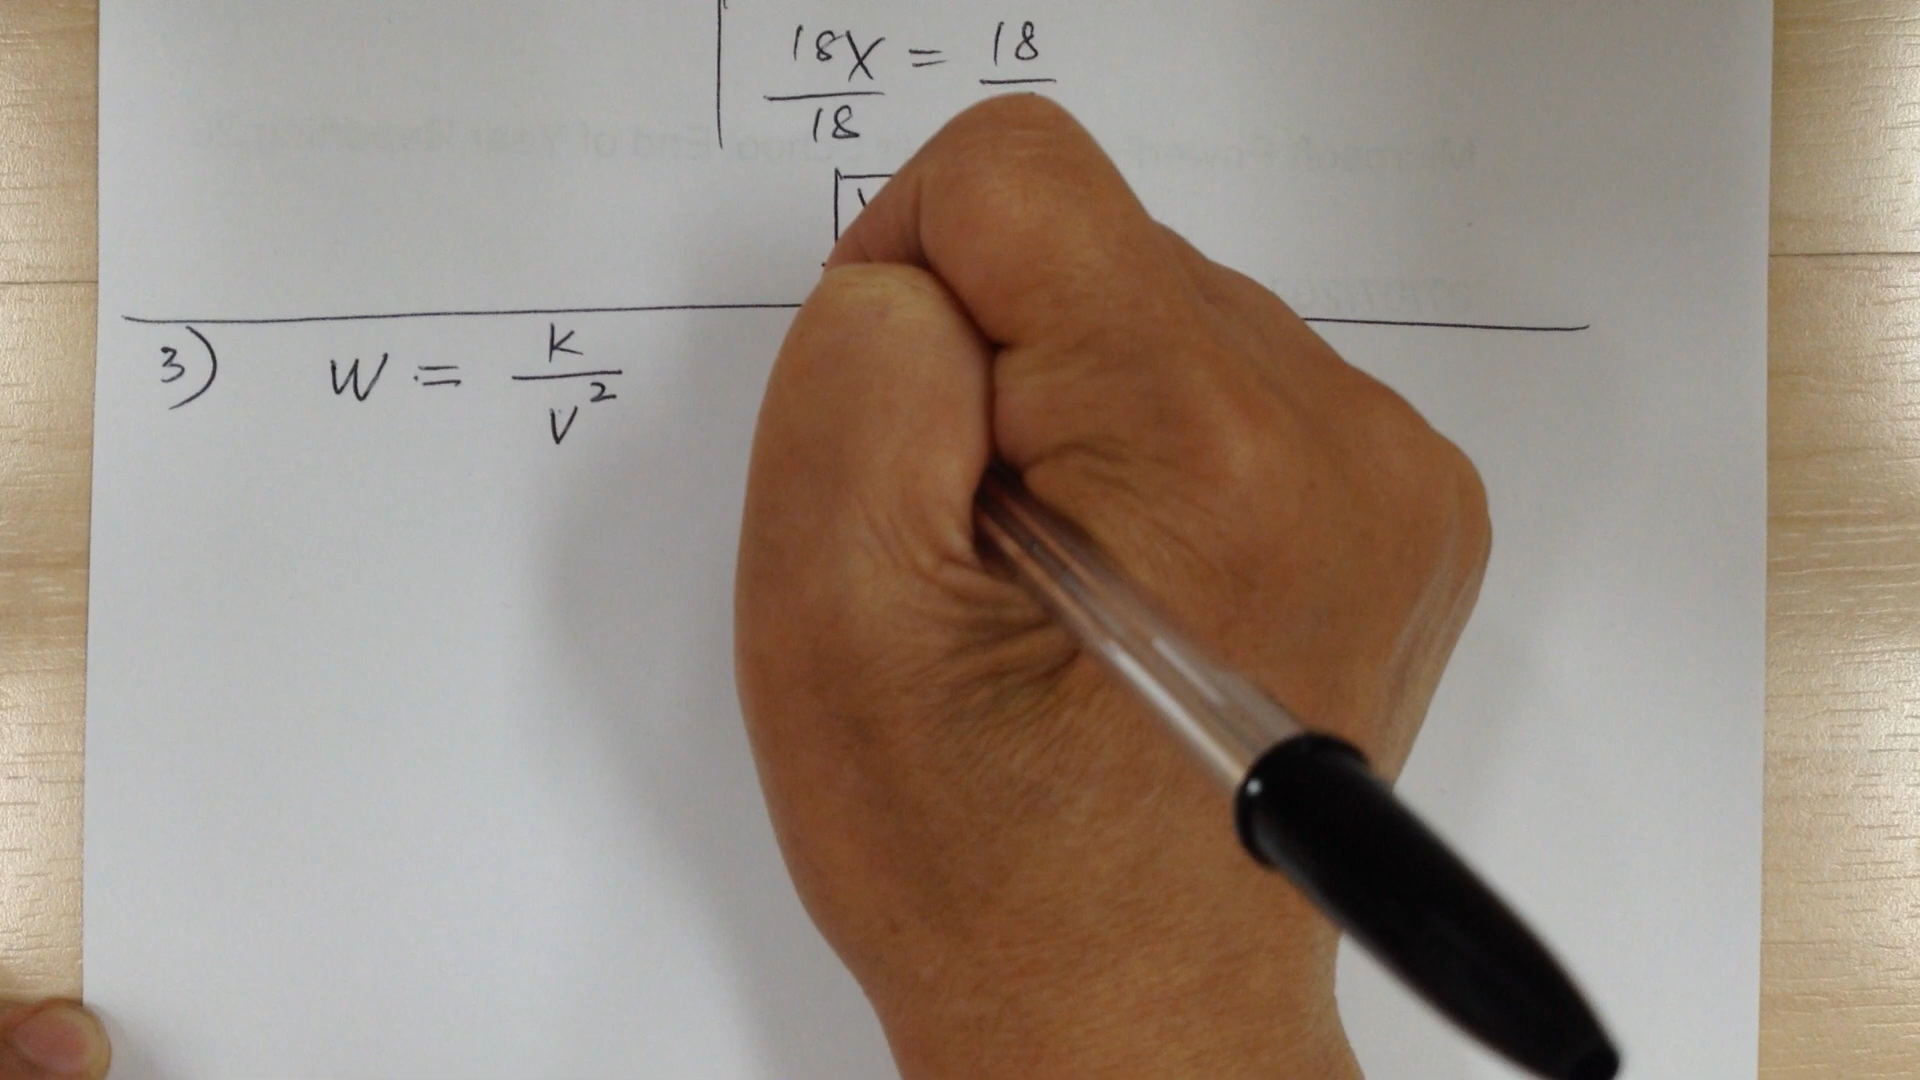 18x = 18
18
3) W = K
V²